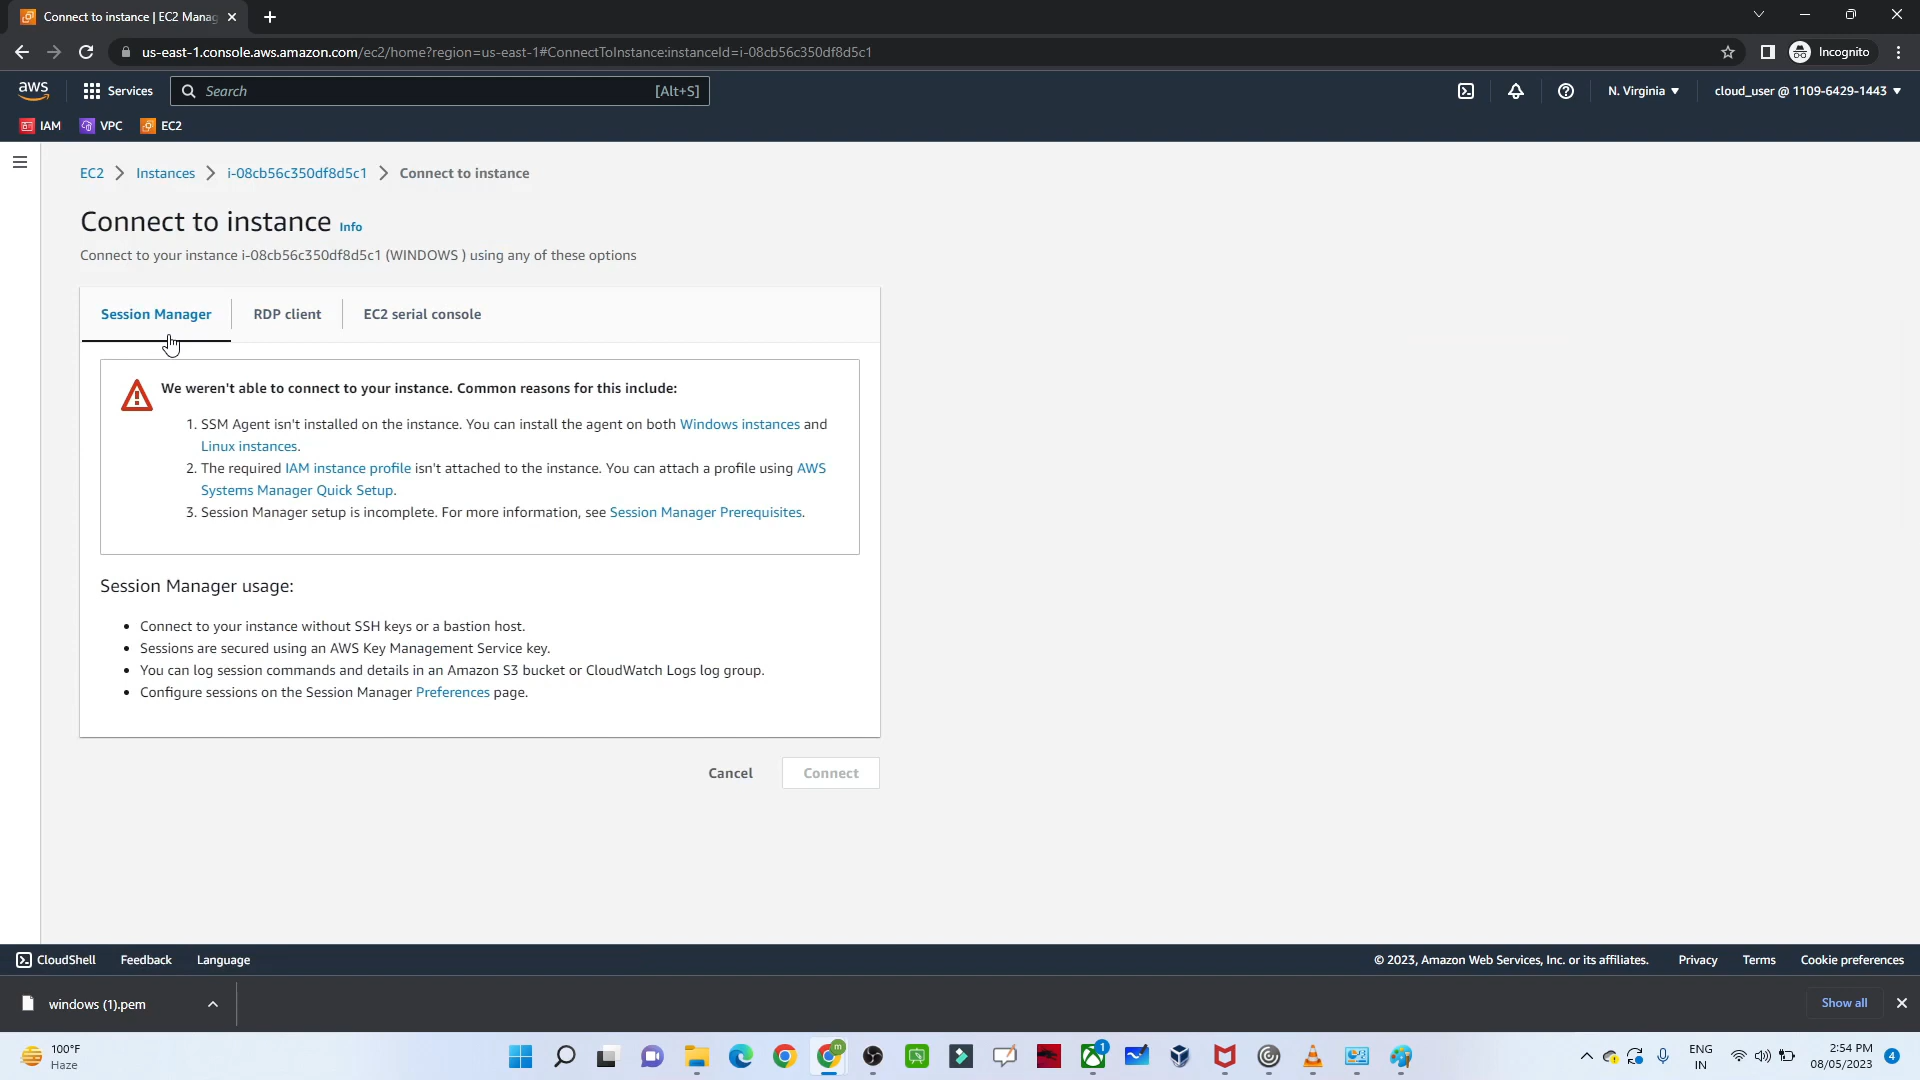 Connect to instance | EC2 Manag
us-east-1.console.aws.amazon.com/ec2/home?region=us-east-1#ConnectToInstance:instanceId=i-08cb56c350df8d5c1
Incognito
aws
Services
Search
[Alt+S]
N. Virginia
cloud_user @ 1109-6429-1443
IAM
VPC
EC2
EC2 > Instances > i-08cb56c350df8d5c1 > Connect to instance
Connect to instance Info
Connect to your instance i-08cb56c350df8d5c1 (WINDOWS ) using any of these options
Session Manager
RDP client
EC2 serial console
We weren't able to connect to your instance. Common reasons for this include:
1. SSM Agent isn't installed on the instance. You can install the agent on both Windows instances and
Linux instances.
2. The required IAM instance profile isn't attached to the instance. You can attach a profile using AWS
Systems Manager Quick Setup.
3. Session Manager setup is incomplete. For more information, see Session Manager Prerequisites.
Session Manager usage:
• Connect to your instance without SSH keys or a bastion host.
• Sessions are secured using an AWS Key Management Service key.
• You can log session commands and details in an Amazon S3 bucket or CloudWatch Logs log group.
• Configure sessions on the Session Manager Preferences page.
Cancel
Connect
CloudShell
Feedback
Language
© 2023, Amazon Web Services, Inc. or its affiliates.
Privacy
Terms
Cookie preferences
windows (1).pem
Show all
100°F
Haze
m
1
ENG
IN
2:54 PM
08/05/2023
4